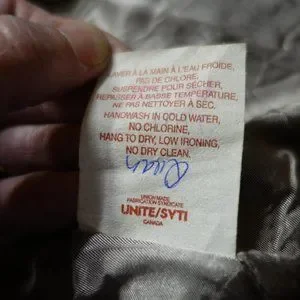 LAVER À LA MAIN À L'EAU FROIDE,
PAS DE CHLORE,
SUSPENDRE POUR SÉCHER,
REPASSER À BASSE TEMPÉRATURE,
NE PAS NETTOYER À SEC.
HANDWASH IN COLD WATER,
NO CHLORINE,
HANG TO DRY, LOW IRONING,
NO DRY CLEAN.
UNION MADE
FABRICATION SYNDICALE
UNITE/SVTI
CANADA